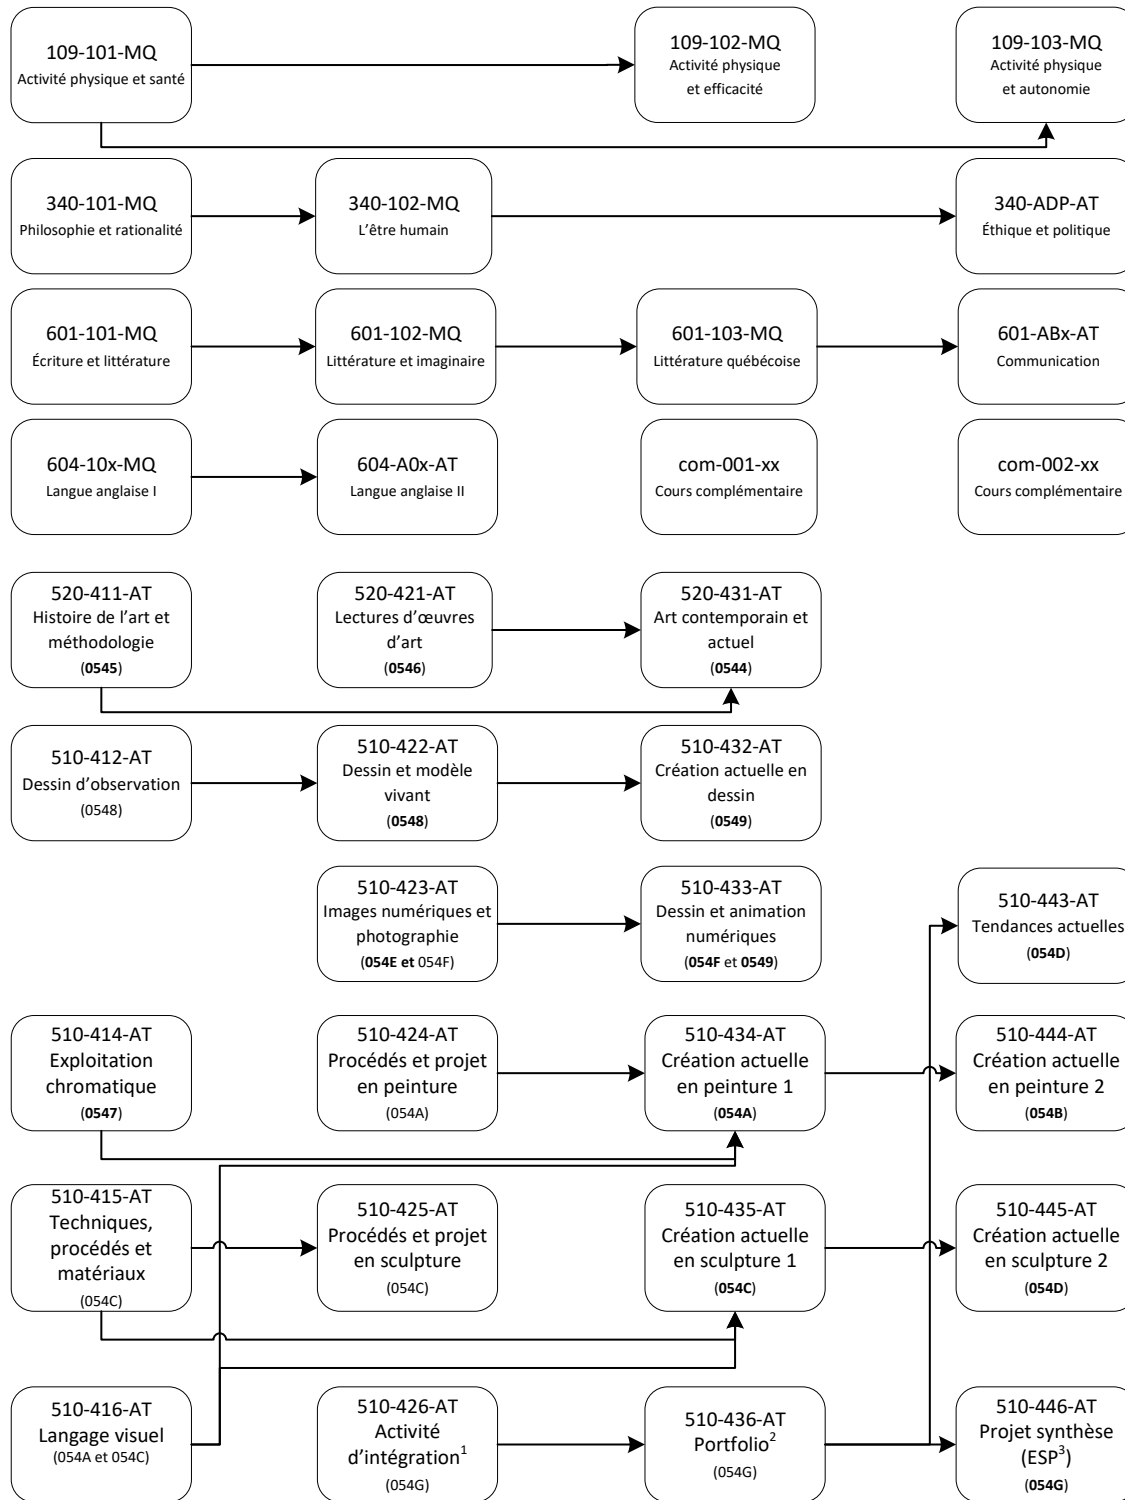 109-101-MQ
Activité physique et santé
109-102-MQ
Activité physique
et efficacité
109-103-MQ
Activité physique
et autonomie
340-101-MQ
Philosophie et rationalité
340-102-MQ
L'être humain
340-ADP-AT
Éthique et politique
601-101-MQ
Écriture et littérature
601-102-MQ
Littérature et imaginaire
601-103-MQ
Littérature québécoise
601-ABx-AT
Communication
604-10x-MQ
Langue anglaise I
604-A0x-AT
Langue anglaise II
com-001-xx
Cours complémentaire
com-002-xx
Cours complémentaire
520-411-AT
Histoire de l'art et
méthodologie
(0545)
520-421-AT
Lectures d'œuvres
d'art
(0546)
520-431-AT
Art contemporain et
actuel
(0544)
510-412-AT
Dessin d'observation
(0548)
510-422-AT
Dessin et modèle
vivant
(0548)
510-432-AT
Création actuelle en
dessin
(0549)
510-423-AT
Images numériques et
photographie
(054E et 054F)
510-433-AT
Dessin et animation
numériques
(054F et 0549)
510-443-AT
Tendances actuelles
(054D)
510-414-AT
Exploitation
chromatique
(0547)
510-424-AT
Procédés et projet
en peinture
(054A)
510-434-AT
Création actuelle
en peinture 1
(054A)
510-444-AT
Création actuelle
en peinture 2
(054B)
510-415-AT
Techniques,
procédés et
matériaux
(054C)
510-425-AT
Procédés et projet
en sculpture
(054C)
510-435-AT
Création actuelle
en sculpture 1
(054C)
510-445-AT
Création actuelle
en sculpture 2
(054D)
510-416-AT
Langage visuel
(054A et 054C)
510-426-AT
Activité
d'intégration1
(054G)
510-436-AT
Portfolio2
(054G)
510-446-AT
Projet synthèse
(ESP3)
(054G)